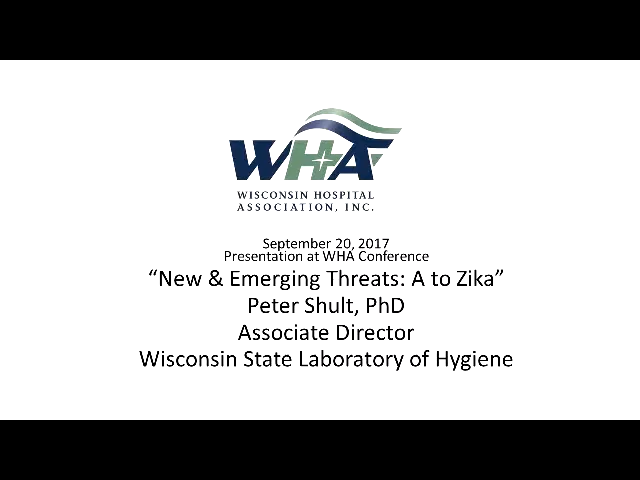 WHA
WISCONSIN HOSPITAL
ASSOCIATION, INC.
September 20, 2017
Presentation at WHA Conference
“New & Emerging Threats: A to Zika”
Peter Shult, PhD
Associate Director
Wisconsin State Laboratory of Hygiene